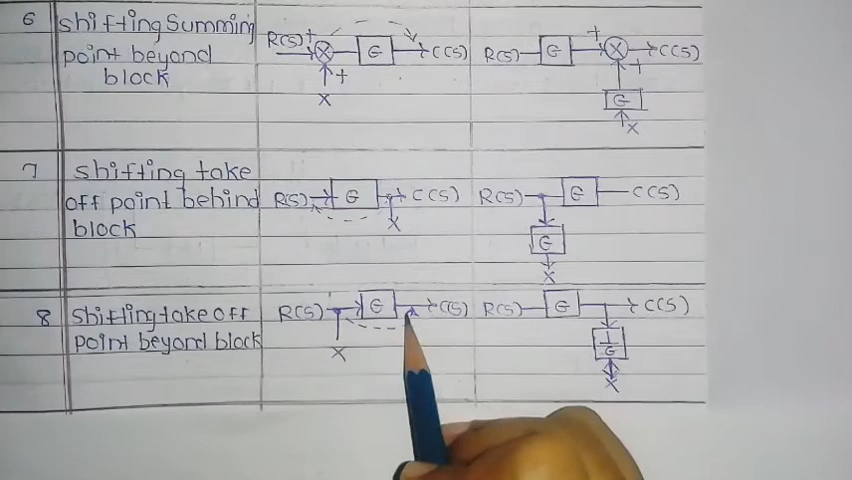 6 shifting Summing
point beyond
block
R(S) + G C(S)
+
X
R(S) G + C(S)
+
G
X
7 shifting take
off point behind
block
R(S) G C(S)
X
R(S) G C(S)
G
X
8 shifting take off
point beyond block
R(S) G C(S)
X
R(S) G C(S)
1
G
X